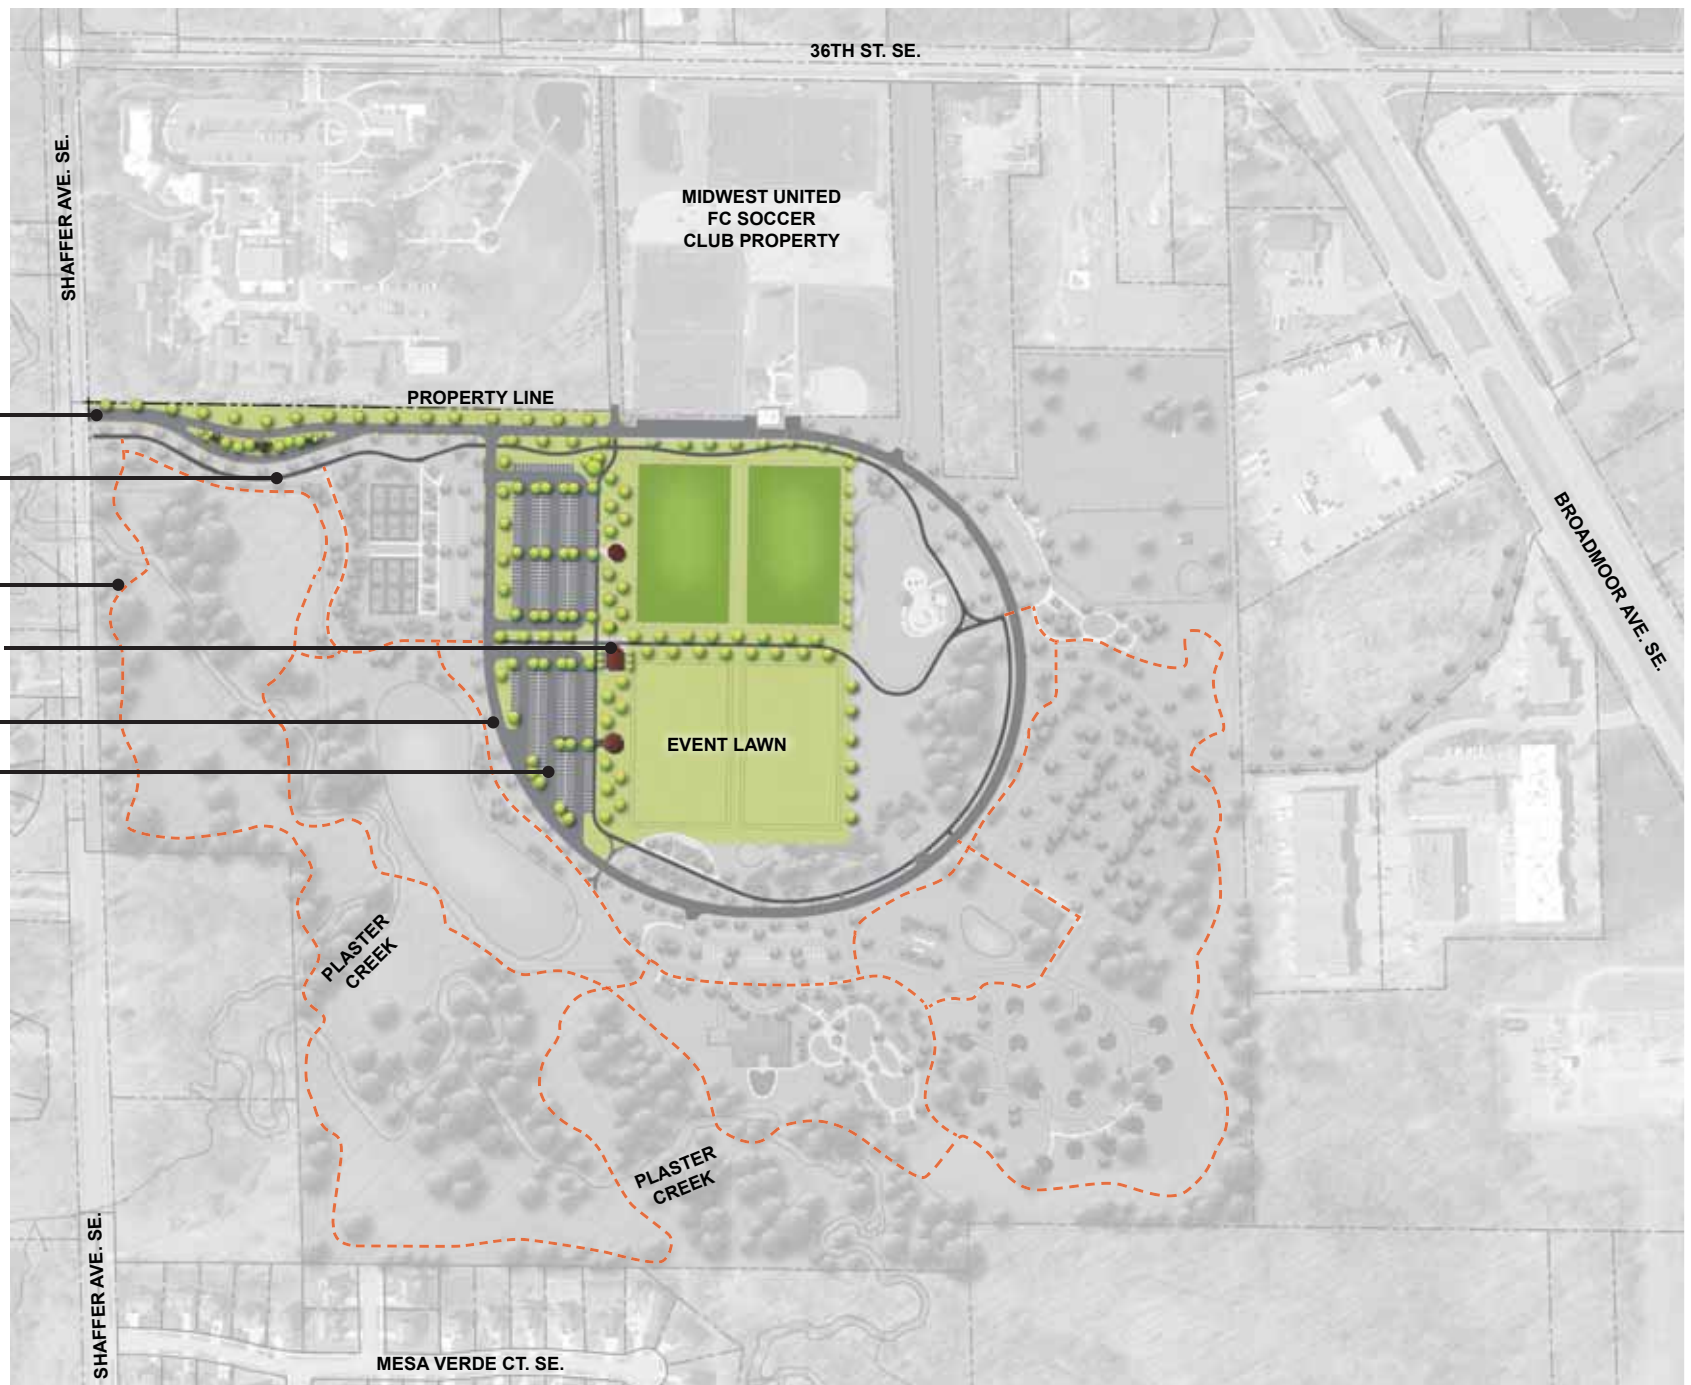 36TH ST. SE.
SHAFFER AVE. SE.
MIDWEST UNITED
FC SOCCER
CLUB PROPERTY
PROPERTY LINE
BROADMOOR AVE. SE.
EVENT LAWN
PLASTER
CREEK
PLASTER
CREEK
SHAFFER AVE. SE.
MESA VERDE CT. SE.